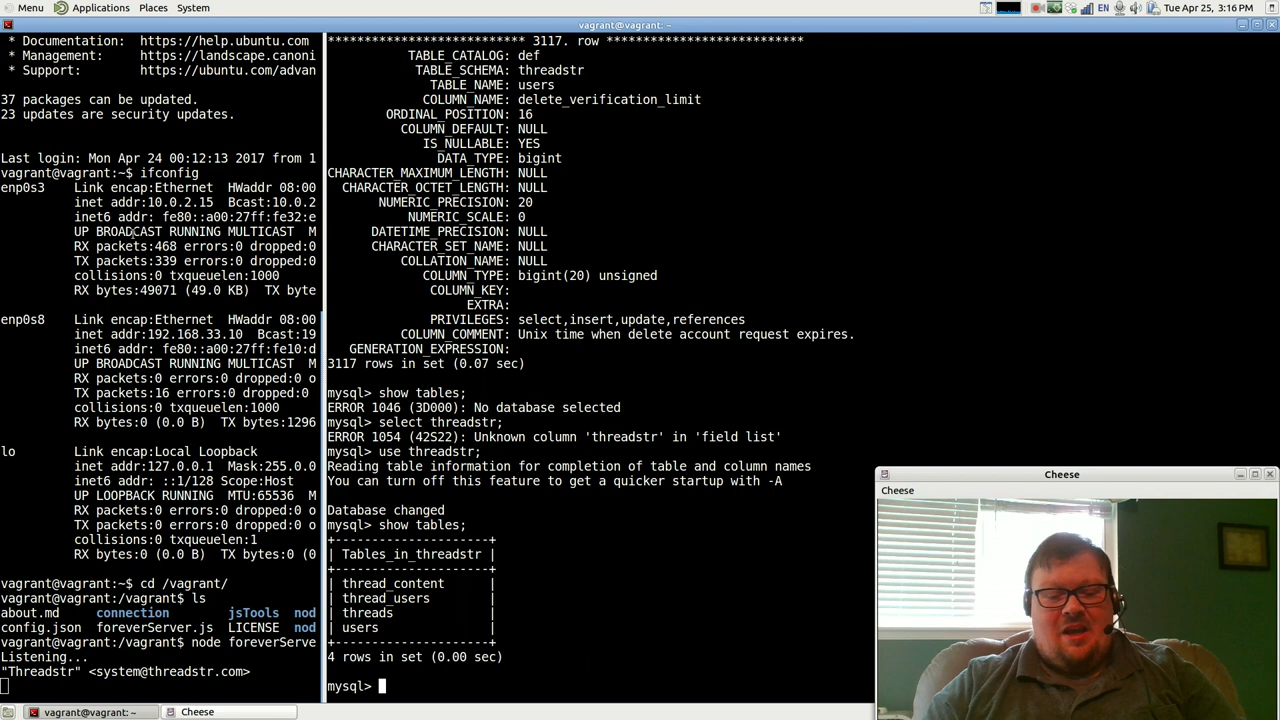 Menu Applications Places System EN Tue Apr 25, 3:16 PM
vagrant@vagrant: ~
* Documentation: https://help.ubuntu.com
* Management: https://landscape.canoni
* Support: https://ubuntu.com/advan
37 packages can be updated.
23 updates are security updates.
Last login: Mon Apr 24 00:12:13 2017 from 1
vagrant@vagrant:~$ ifconfig
enp0s3 Link encap:Ethernet HWaddr 08:00
inet addr:10.0.2.15 Bcast:10.0.2
inet6 addr: fe80::a00:27ff:fe32:e
UP BROADCAST RUNNING MULTICAST M
RX packets:468 errors:0 dropped:0
TX packets:339 errors:0 dropped:0
collisions:0 txqueuelen:1000
RX bytes:49071 (49.0 KB) TX byte
enp0s8 Link encap:Ethernet HWaddr 08:00
inet addr:192.168.33.10 Bcast:19
inet6 addr: fe80::a00:27ff:fe10:d
UP BROADCAST RUNNING MULTICAST M
RX packets:0 errors:0 dropped:0 o
TX packets:16 errors:0 dropped:0
collisions:0 txqueuelen:1000
RX bytes:0 (0.0 B) TX bytes:1296
lo Link encap:Local Loopback
inet addr:127.0.0.1 Mask:255.0.0
inet6 addr: ::1/128 Scope:Host
UP LOOPBACK RUNNING MTU:65536 M
RX packets:0 errors:0 dropped:0 o
TX packets:0 errors:0 dropped:0 o
collisions:0 txqueuelen:1
RX bytes:0 (0.0 B) TX bytes:0 (0
vagrant@vagrant:~$ cd /vagrant/
vagrant@vagrant:/vagrant$ ls
about.md connection jsTools nod
config.json foreverServer.js LICENSE nod
vagrant@vagrant:/vagrant$ node foreverServe
Listening...
"Threadstr" <system@threadstr.com>
*************************** 3117. row ***************************
TABLE_CATALOG: def
TABLE_SCHEMA: threadstr
TABLE_NAME: users
COLUMN_NAME: delete_verification_limit
ORDINAL_POSITION: 16
COLUMN_DEFAULT: NULL
IS_NULLABLE: YES
DATA_TYPE: bigint
CHARACTER_MAXIMUM_LENGTH: NULL
CHARACTER_OCTET_LENGTH: NULL
NUMERIC_PRECISION: 20
NUMERIC_SCALE: 0
DATETIME_PRECISION: NULL
CHARACTER_SET_NAME: NULL
COLLATION_NAME: NULL
COLUMN_TYPE: bigint(20) unsigned
COLUMN_KEY:
EXTRA:
PRIVILEGES: select,insert,update,references
COLUMN_COMMENT: Unix time when delete account request expires.
GENERATION_EXPRESSION:
3117 rows in set (0.07 sec)
mysql> show tables;
ERROR 1046 (3D000): No database selected
mysql> select threadstr;
ERROR 1054 (42S22): Unknown column 'threadstr' in 'field list'
mysql> use threadstr;
Reading table information for completion of table and column names
You can turn off this feature to get a quicker startup with -A
Database changed
mysql> show tables;
+---------------------+
| Tables_in_threadstr |
+---------------------+
| thread_content |
| thread_users |
| threads |
| users |
+---------------------+
4 rows in set (0.00 sec)
mysql>
Cheese
Cheese
vagrant@vagrant: ~ Cheese